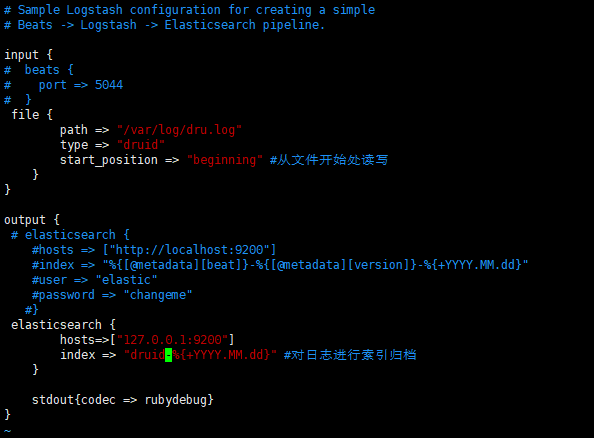 # Sample Logstash configuration for creating a simple
# Beats -> Logstash -> Elasticsearch pipeline.
input {
#  beats {
#    port => 5044
#  }
 file {
        path => "/var/log/dru.log"
        type => "druid"
        start_position => "beginning" #从文件开始处读写
    }
}
output {
 # elasticsearch {
    #hosts => ["http://localhost:9200"]
    #index => "%{[@metadata][beat]}-%{[@metadata][version]}-%{+YYYY.MM.dd}"
    #user => "elastic"
    #password => "changeme"
   #}
 elasticsearch {
        hosts=>["127.0.0.1:9200"]
        index => "druid-%{+YYYY.MM.dd}" #对日志进行索引归档
    }
    stdout{codec => rubydebug}
}
~